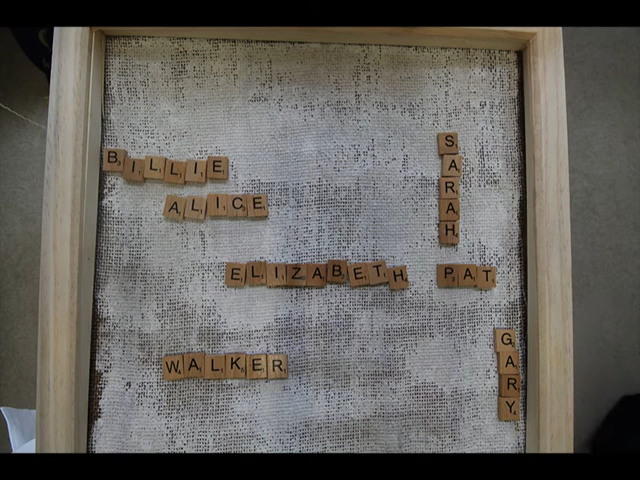 BILLIE
SARAH
ALICE
ELIZABETH
PAT
WALKER
GARY